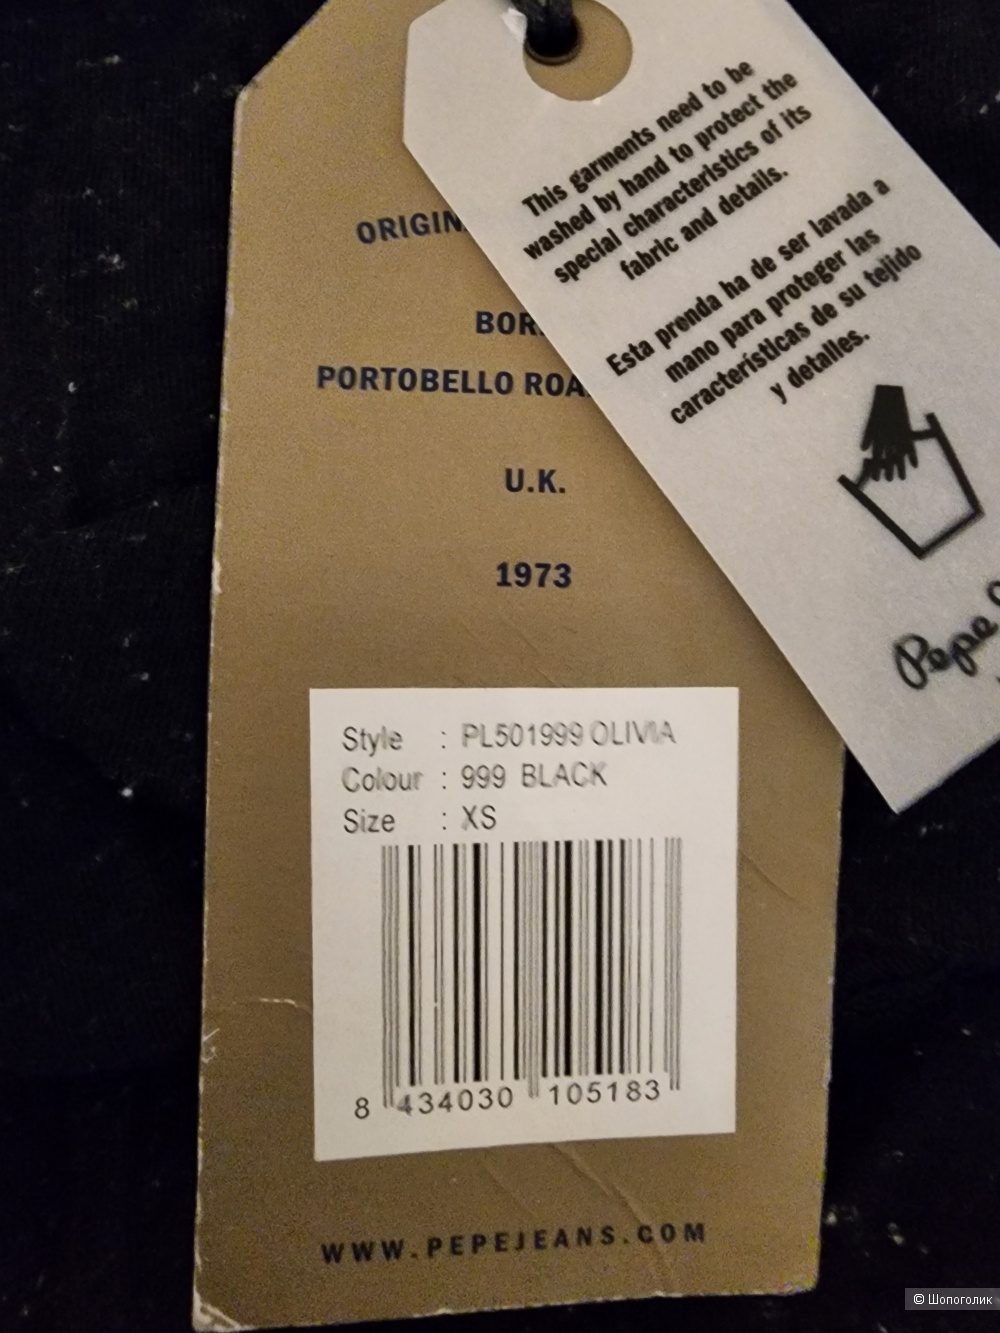 ORIGIN
BOR
PORTOBELLO ROA
U.K.
1973
Style : PL501999 OLIVIA
Colour : 999 BLACK
Size : XS
8 434030 105183
WWW.PEPEJEANS.COM
This garments need to be
washed by hand to protect the
special characteristics of its
fabric and details.
Esta prenda ha de ser lavada a
mano para proteger las
características de su tejido
y detalles.
Pepe
© Шопоголик